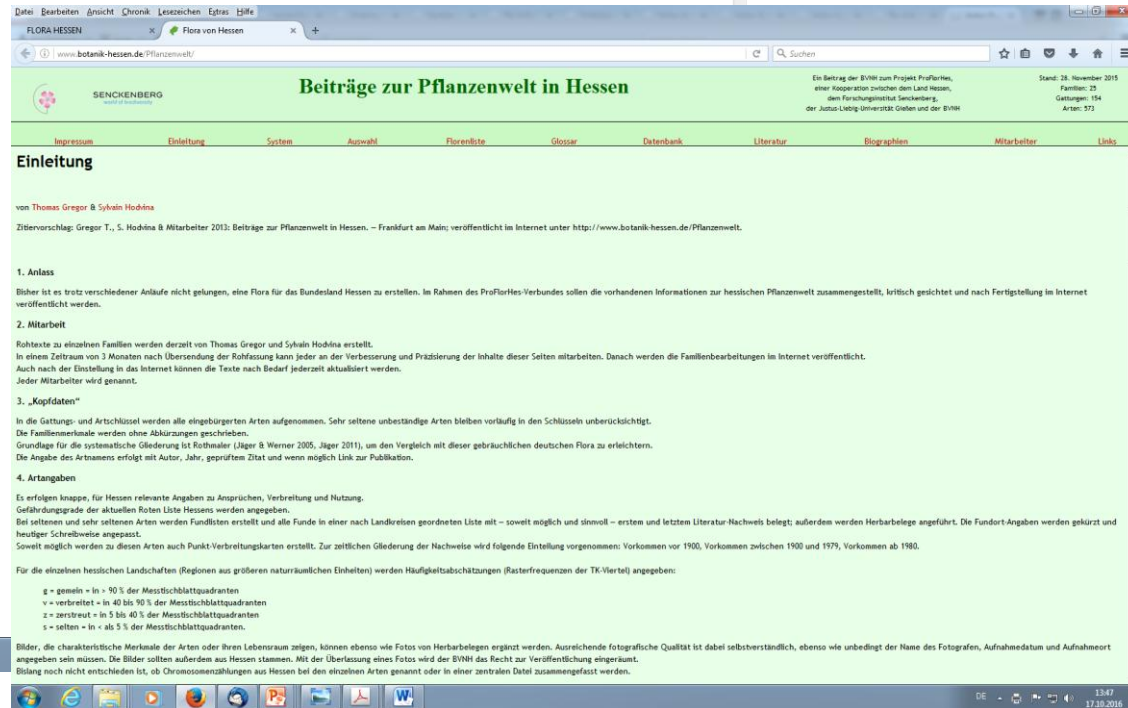 Datei Bearbeiten Ansicht Chronik Lesezeichen Extras Hilfe
FLORA HESSEN × Flora von Hessen × +
www.botanik-hessen.de/Pflanzenwelt/ Suchen
SENCKENBERG
world of biodiversity
Beiträge zur Pflanzenwelt in Hessen
Ein Beitrag der BVNH zum Projekt ProFlorHes,
einer Kooperation zwischen dem Land Hessen,
dem Forschungsinstitut Senckenberg,
der Justus-Liebig-Universität Gießen und der BVNH
Stand: 28. November 2015
Familien: 25
Gattungen: 154
Arten: 573
Impressum Einleitung System Auswahl Florenliste Glossar Datenbank Literatur Biographien Mitarbeiter Links
Einleitung
von Thomas Gregor & Sylvain Hodvina
Zitiervorschlag: Gregor T., S. Hodvina & Mitarbeiter 2013: Beiträge zur Pflanzenwelt in Hessen. – Frankfurt am Main; veröffentlicht im Internet unter http://www.botanik-hessen.de/Pflanzenwelt.
1. Anlass
Bisher ist es trotz verschiedener Anläufe nicht gelungen, eine Flora für das Bundesland Hessen zu erstellen. Im Rahmen des ProFlorHes-Verbundes sollen die vorhandenen Informationen zur hessischen Pflanzenwelt zusammengestellt, kritisch gesichtet und nach Fertigstellung im Internet
veröffentlicht werden.
2. Mitarbeit
Rohtexte zu einzelnen Familien werden derzeit von Thomas Gregor und Sylvain Hodvina erstellt.
In einem Zeitraum von 3 Monaten nach Übersendung der Rohfassung kann jeder an der Verbesserung und Präzisierung der Inhalte dieser Seiten mitarbeiten. Danach werden die Familienbearbeitungen im Internet veröffentlicht.
Auch nach der Einstellung in das Internet können die Texte nach Bedarf jederzeit aktualisiert werden.
Jeder Mitarbeiter wird genannt.
3. „Kopfdaten“
In die Gattungs- und Artschlüssel werden alle eingebürgerten Arten aufgenommen. Sehr seltene unbeständige Arten bleiben vorläufig in den Schlüsseln unberücksichtigt.
Die Familienmerkmale werden ohne Abkürzungen geschrieben.
Grundlage für die systematische Gliederung ist Rothmaler (Jäger & Werner 2005, Jäger 2011), um den Vergleich mit dieser gebräuchlichen deutschen Flora zu erleichtern.
Die Angabe des Artnamens erfolgt mit Autor, Jahr, geprüftem Zitat und wenn möglich Link zur Publikation.
4. Artangaben
Es erfolgen knappe, für Hessen relevante Angaben zu Ansprüchen, Verbreitung und Nutzung.
Gefährdungsgrade der aktuellen Roten Liste Hessens werden angegeben.
Bei seltenen und sehr seltenen Arten werden Fundlisten erstellt und alle Funde in einer nach Landkreisen geordneten Liste mit – soweit möglich und sinnvoll – erstem und letztem Literatur-Nachweis belegt; außerdem werden Herbarbelege angeführt. Die Fundort-Angaben werden gekürzt und
heutiger Schreibweise angepasst.
Soweit möglich werden zu diesen Arten auch Punkt-Verbreitungskarten erstellt. Zur zeitlichen Gliederung der Nachweise wird folgende Einteilung vorgenommen: Vorkommen vor 1900, Vorkommen zwischen 1900 und 1979, Vorkommen ab 1980.
Für die einzelnen hessischen Landschaften (Regionen aus größeren naturräumlichen Einheiten) werden Häufigkeitsabschätzungen (Rasterfrequenzen der TK-Viertel) angegeben:
g = gemein = in > 90 % der Messtischblattquadranten
v = verbreitet = in 40 bis 90 % der Messtischblattquadranten
z = zerstreut = in 5 bis 40 % der Messtischblattquadranten
s = selten = in < als 5 % der Messtischblattquadranten.
Bilder, die charakteristische Merkmale der Arten oder ihren Lebensraum zeigen, können ebenso wie Fotos von Herbarbelegen ergänzt werden. Ausreichende fotografische Qualität ist dabei selbstverständlich, ebenso wie unbedingt der Name des Fotografen, Aufnahmedatum und Aufnahmeort
angegeben sein müssen. Die Bilder sollten außerdem aus Hessen stammen. Mit der Überlassung eines Fotos wird der BVNH das Recht zur Veröffentlichung eingeräumt.
Bislang noch nicht entschieden ist, ob Chromosomenzählungen aus Hessen bei den einzelnen Arten genannt oder in einer zentralen Datei zusammengefasst werden.
DE 13:47
17.10.2016